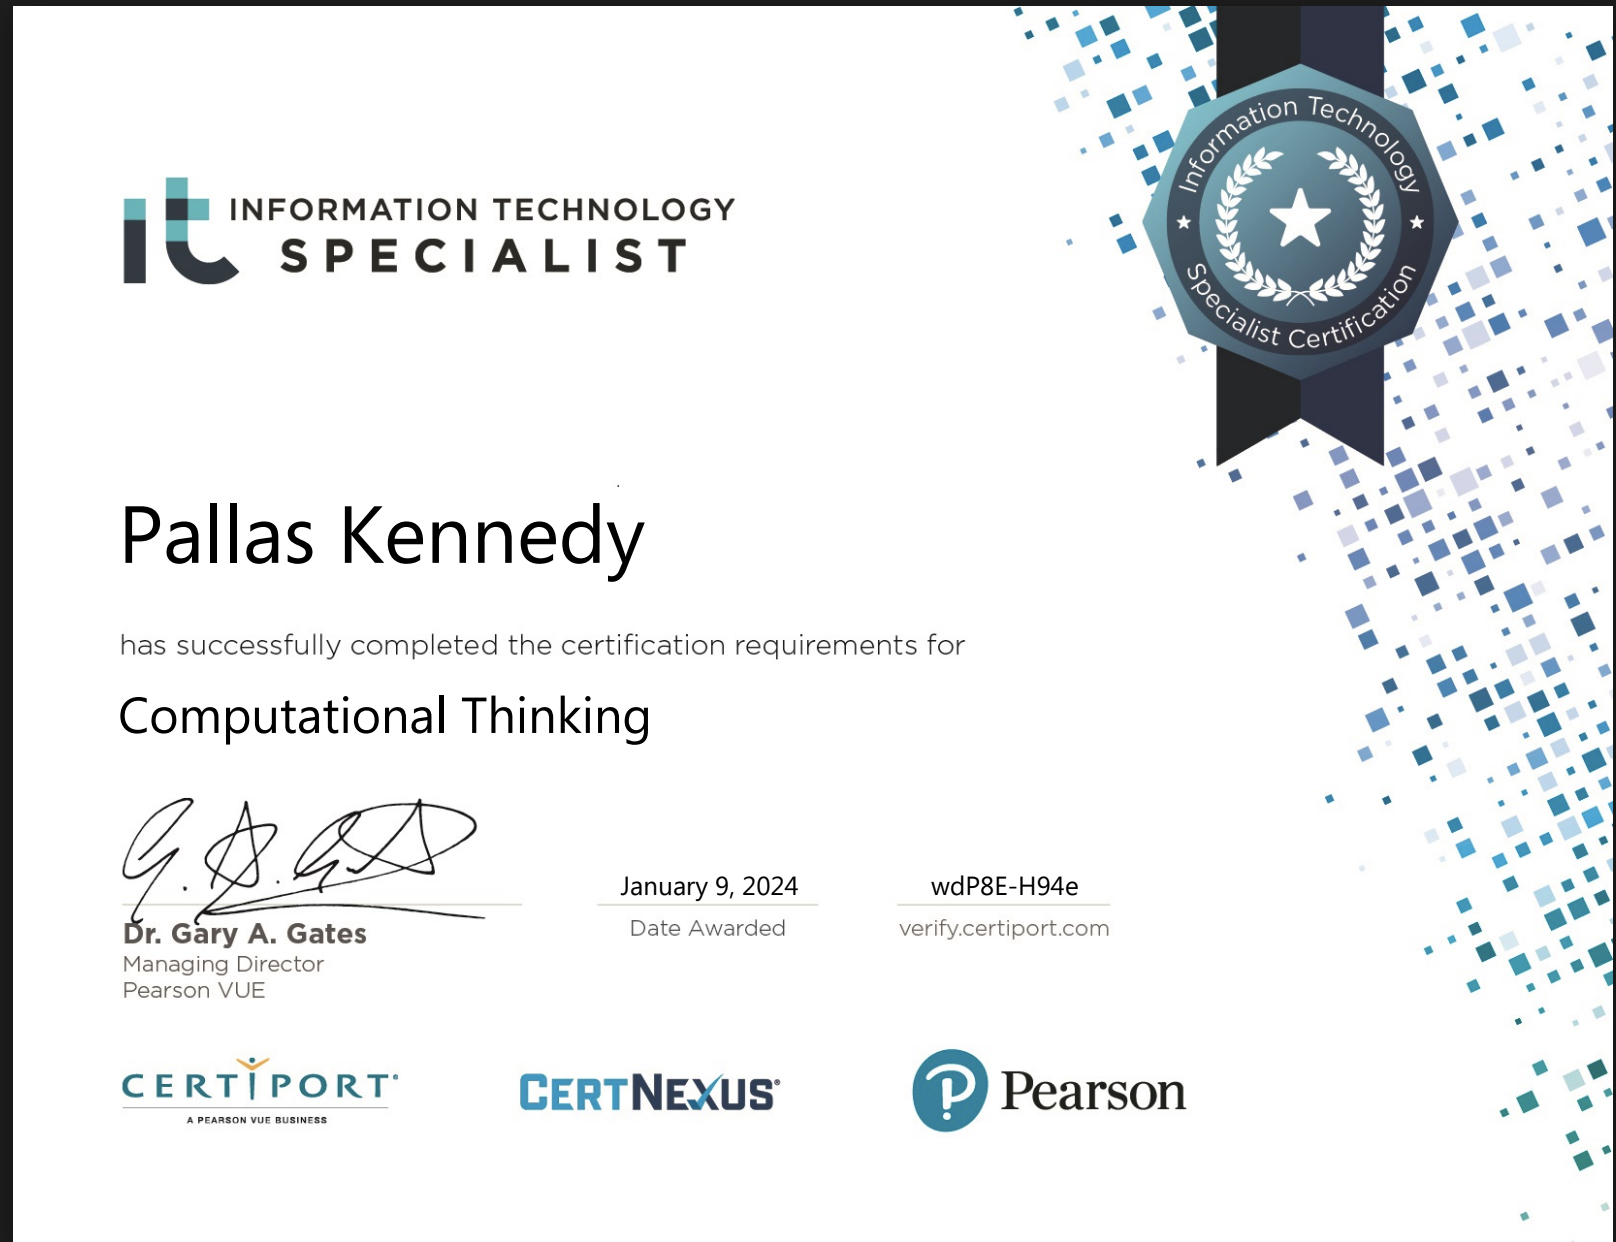 it INFORMATION TECHNOLOGY
SPECIALIST
Information Technology
Specialist Certification
Pallas Kennedy
has successfully completed the certification requirements for
Computational Thinking
G. A. Gates
Dr. Gary A. Gates
Managing Director
Pearson VUE
January 9, 2024
Date Awarded
wdP8E-H94e
verify.certiport.com
CERTIPORT®
A PEARSON VUE BUSINESS
CERTNEXUS®
P Pearson